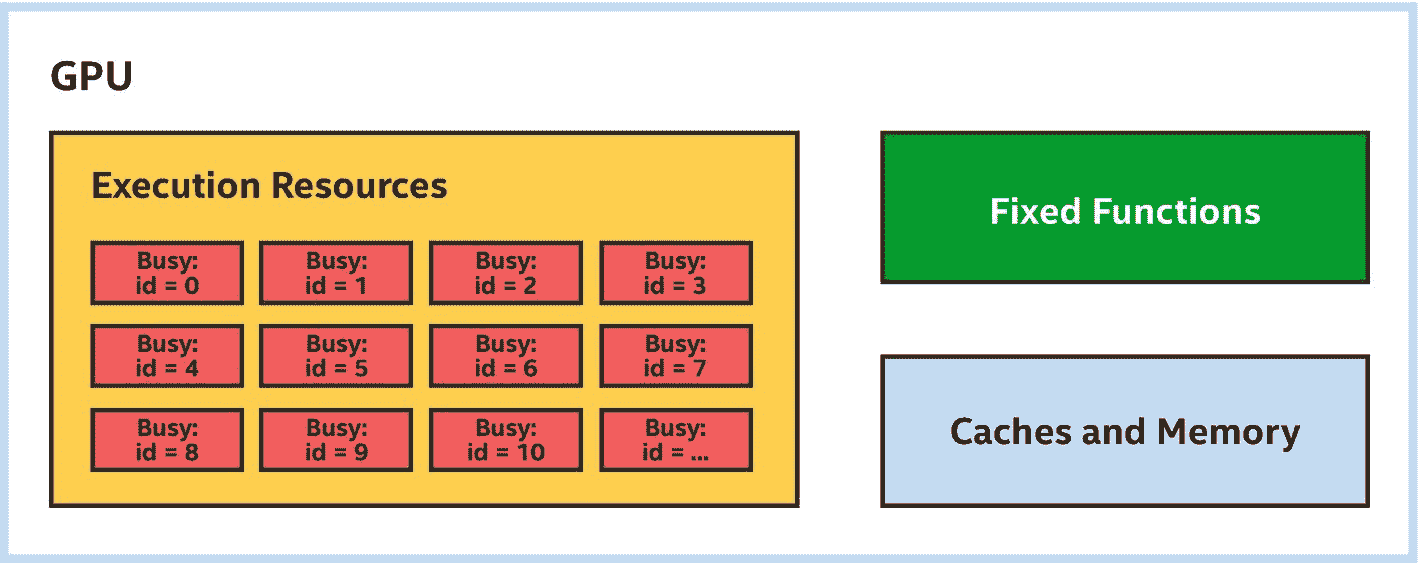 GPU
Execution Resources
Busy:
id = 0
Busy:
id = 1
Busy:
id = 2
Busy:
id = 3
Busy:
id = 4
Busy:
id = 5
Busy:
id = 6
Busy:
id = 7
Busy:
id = 8
Busy:
id = 9
Busy:
id = 10
Busy:
id = ...
Fixed Functions
Caches and Memory